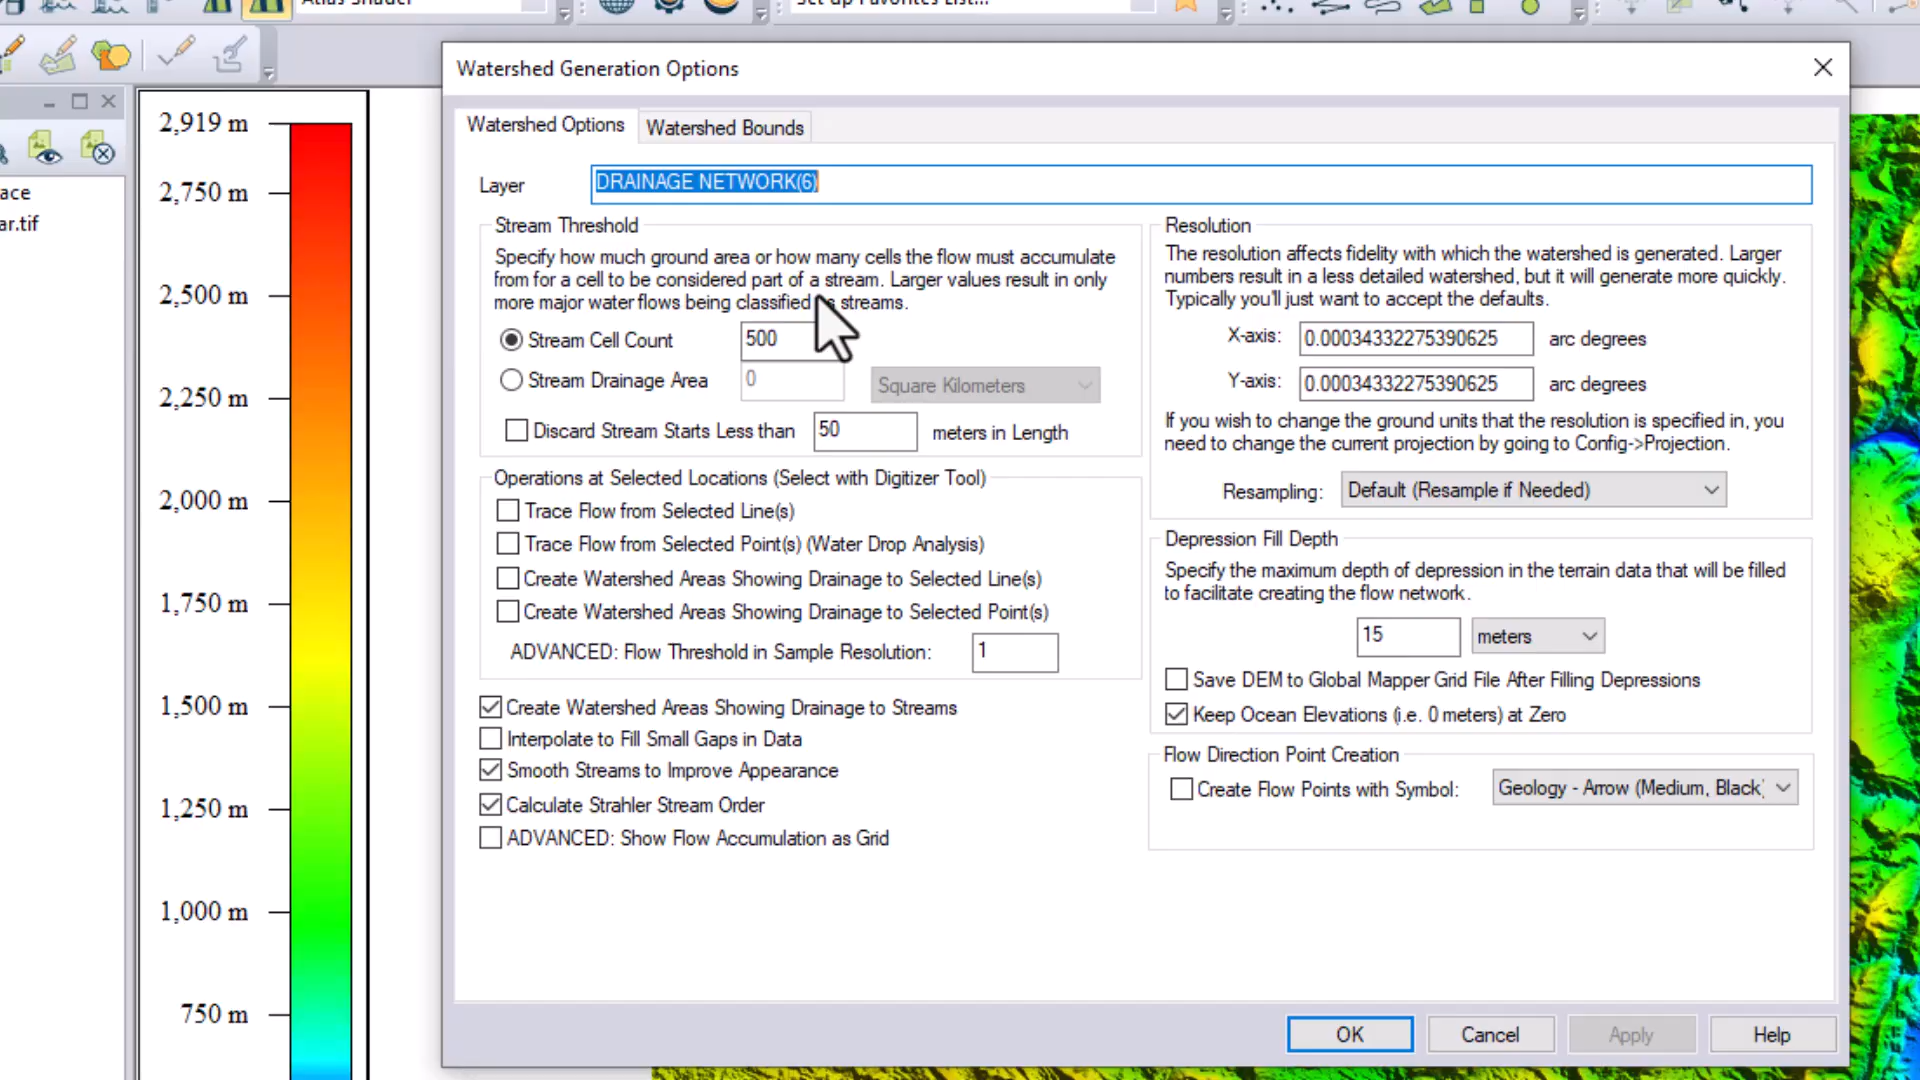 Watershed Generation Options
Watershed Options
Watershed Bounds
Layer
DRAINAGE NETWORK(6)
Stream Threshold
Specify how much ground area or how many cells the flow must accumulate
from for a cell to be considered part of a stream. Larger values result in only
more major water flows being classified streams.
Stream Cell Count
500
Stream Drainage Area
0
Square Kilometers
Discard Stream Starts Less than
50
meters in Length
Operations at Selected Locations (Select with Digitizer Tool)
Trace Flow from Selected Line(s)
Trace Flow from Selected Point(s) (Water Drop Analysis)
Create Watershed Areas Showing Drainage to Selected Line(s)
Create Watershed Areas Showing Drainage to Selected Point(s)
ADVANCED: Flow Threshold in Sample Resolution:
1
Create Watershed Areas Showing Drainage to Streams
Interpolate to Fill Small Gaps in Data
Smooth Streams to Improve Appearance
Calculate Strahler Stream Order
ADVANCED: Show Flow Accumulation as Grid
Resolution
The resolution affects fidelity with which the watershed is generated. Larger
numbers result in a less detailed watershed, but it will generate more quickly.
Typically you'll just want to accept the defaults.
X-axis:
0.00034332275390625
arc degrees
Y-axis:
0.00034332275390625
arc degrees
If you wish to change the ground units that the resolution is specified in, you
need to change the current projection by going to Config->Projection.
Resampling:
Default (Resample if Needed)
Depression Fill Depth
Specify the maximum depth of depression in the terrain data that will be filled
to facilitate creating the flow network.
15
meters
Save DEM to Global Mapper Grid File After Filling Depressions
Keep Ocean Elevations (i.e. 0 meters) at Zero
Flow Direction Point Creation
Create Flow Points with Symbol:
Geology - Arrow (Medium, Black)
OK
Cancel
Apply
Help
ace
ar.tif
2,919 m
2,750 m
2,500 m
2,250 m
2,000 m
1,750 m
1,500 m
1,250 m
1,000 m
750 m